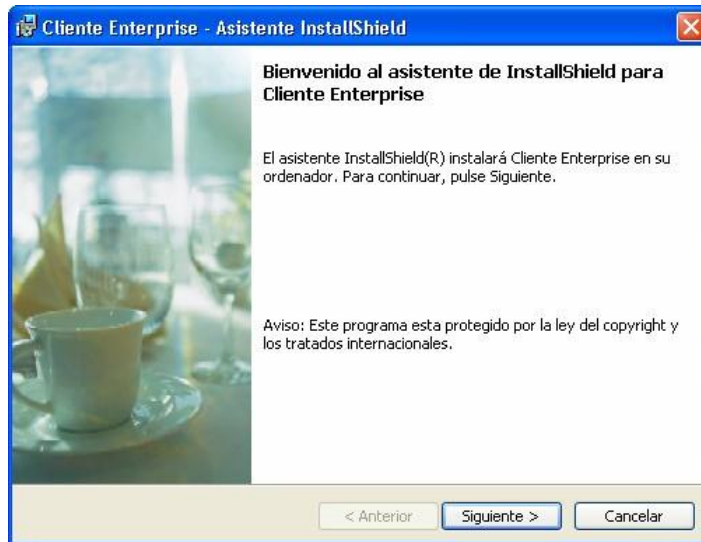 Cliente Enterprise - Asistente InstallShield
Bienvenido al asistente de InstallShield para
Cliente Enterprise
El asistente InstallShield(R) instalará Cliente Enterprise en su
ordenador. Para continuar, pulse Siguiente.
Aviso: Este programa esta protegido por la ley del copyright y
los tratados internacionales.
< Anterior
Siguiente >
Cancelar